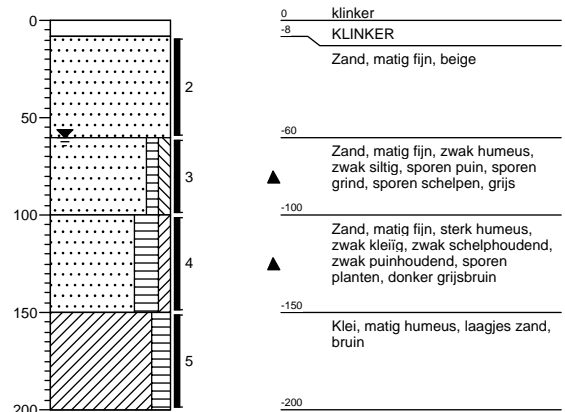 0
50
100
150
200
2
3
4
5
0 klinker
-8 KLINKER
Zand, matig fijn, beige
-60
Zand, matig fijn, zwak humeus,
zwak siltig, sporen puin, sporen
grind, sporen schelpen, grijs
-100
Zand, matig fijn, sterk humeus,
zwak kleiïg, zwak schelphoudend,
zwak puinhoudend, sporen
planten, donker grijsbruin
-150
Klei, matig humeus, laagjes zand,
bruin
-200